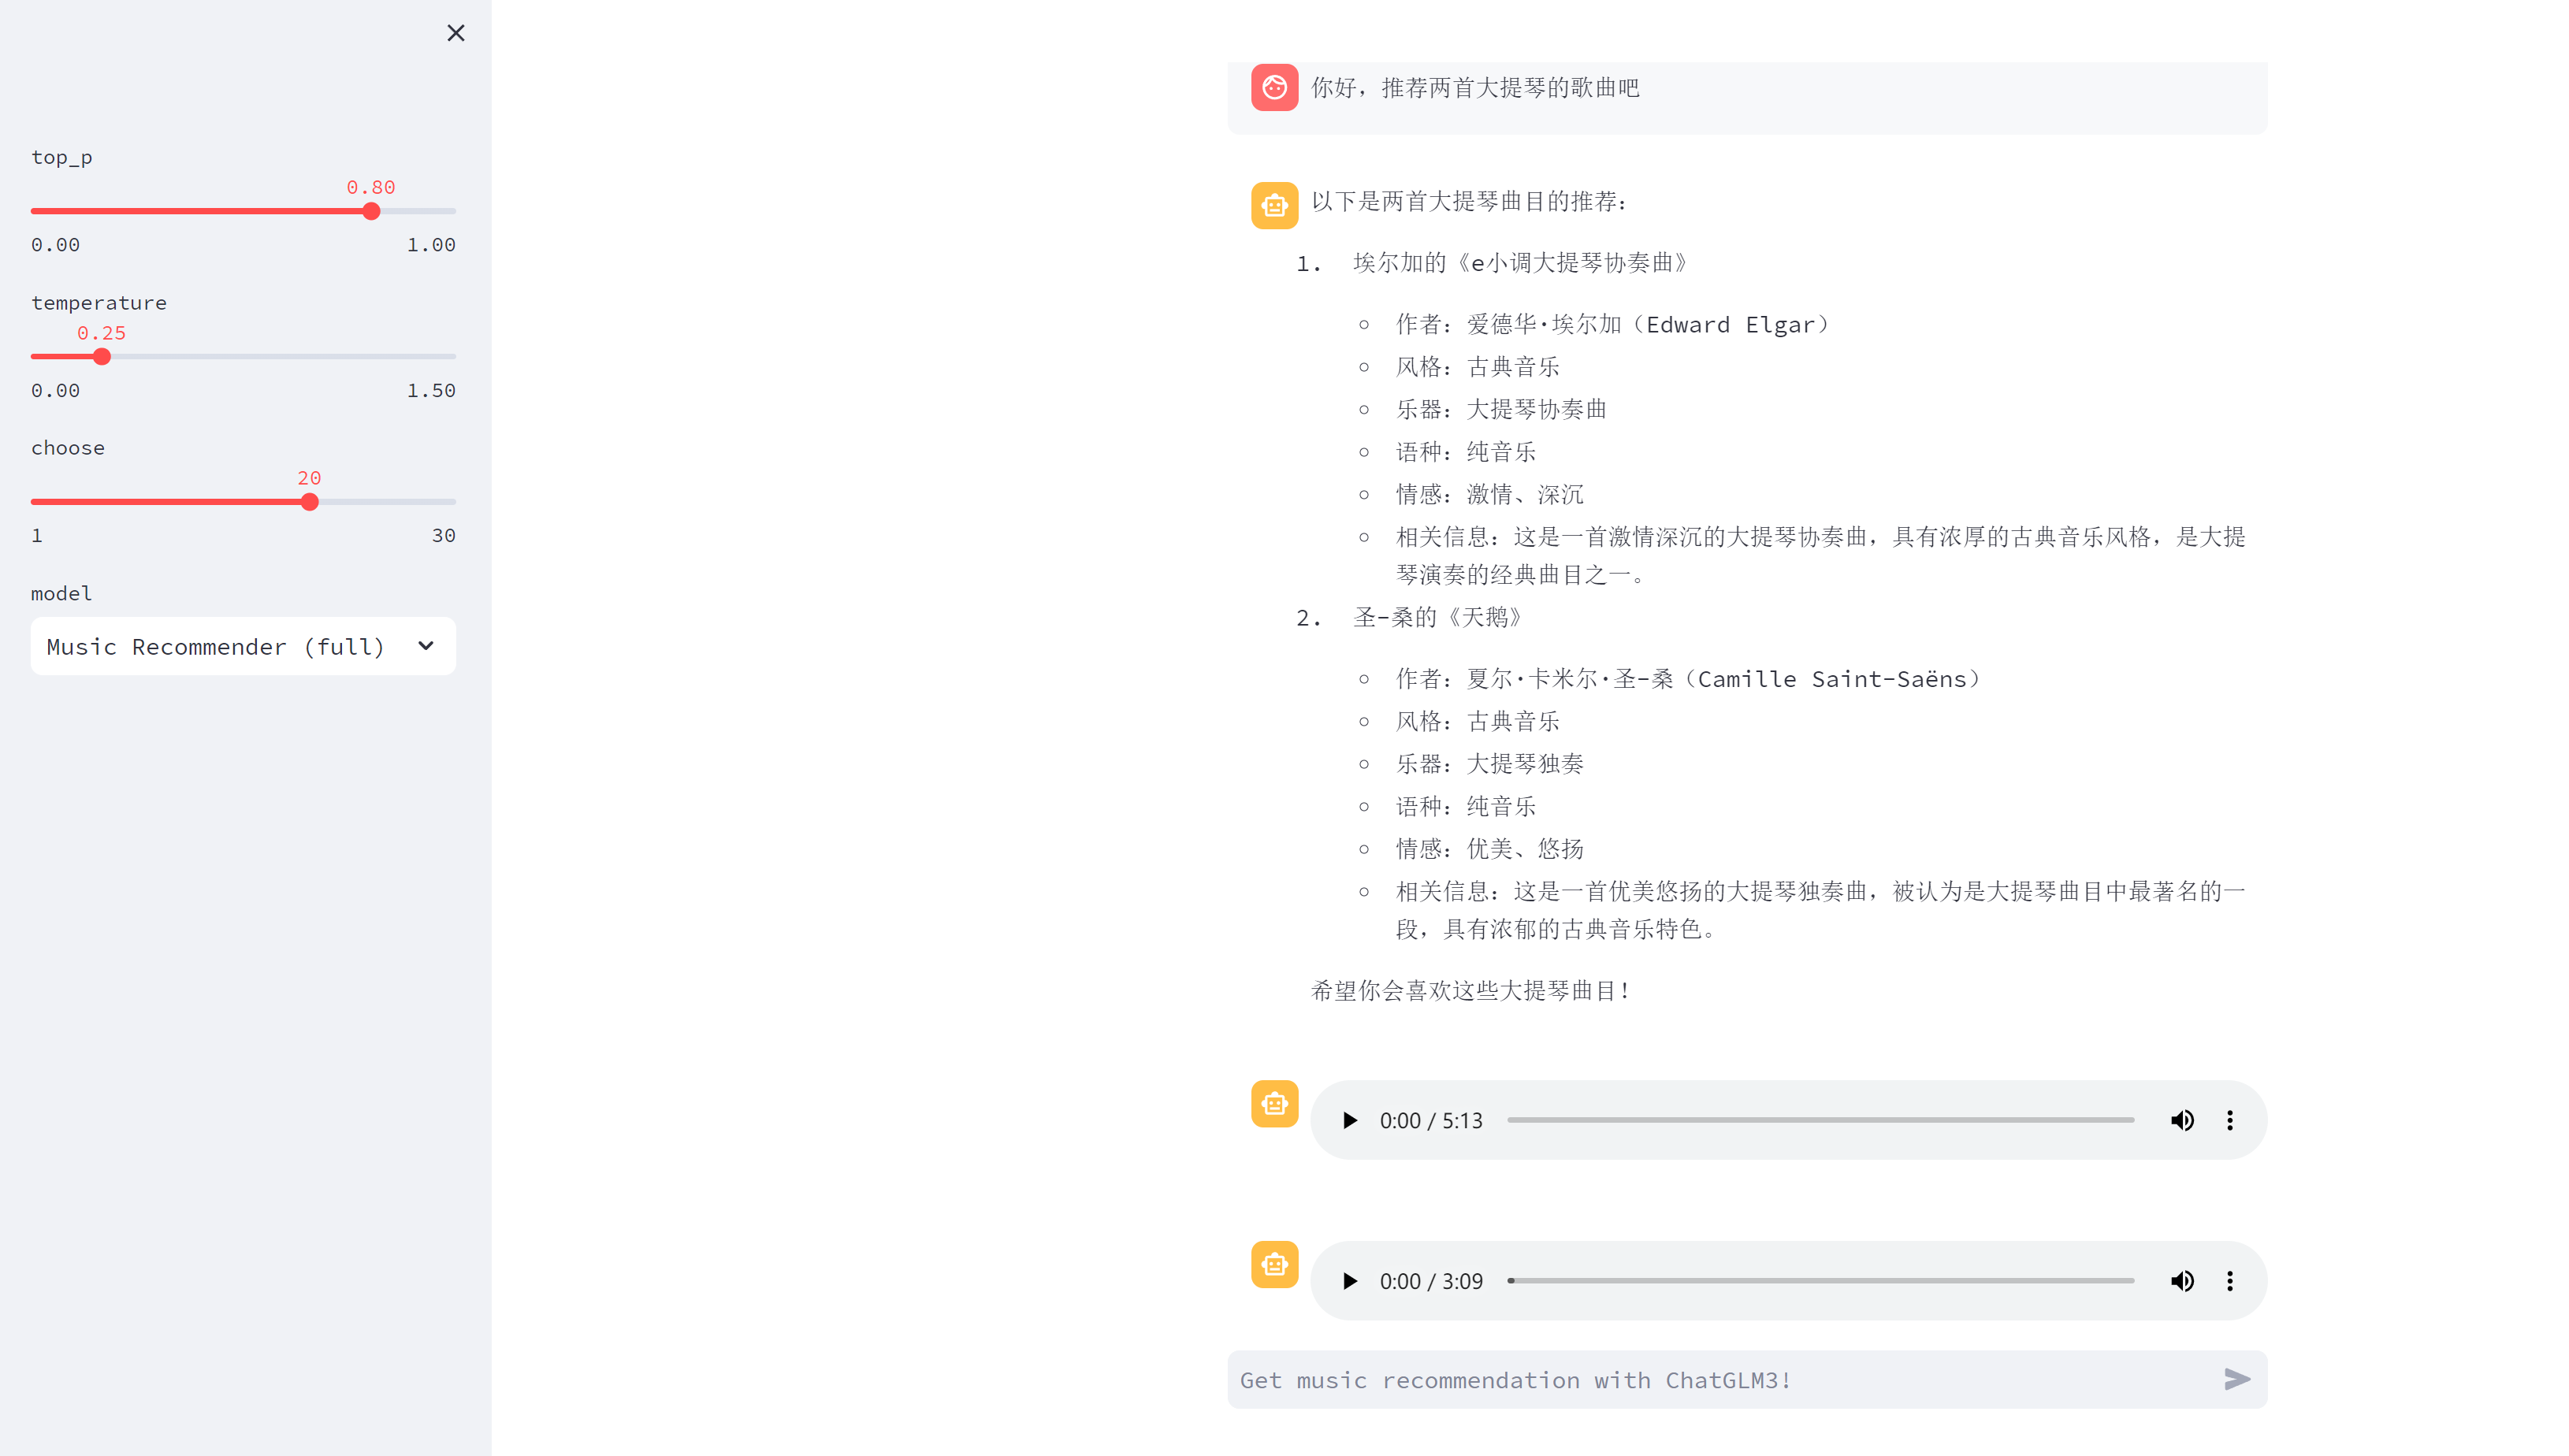 top_p
0.80
0.00 1.00
temperature
0.25
0.00 1.50
choose
20
1 30
model
Music Recommender (full)
你好，推荐两首大提琴的歌曲吧
以下是两首大提琴曲目的推荐：
1. 埃尔加的《e小调大提琴协奏曲》
作者：爱德华·埃尔加（Edward Elgar）
风格：古典音乐
乐器：大提琴协奏曲
语种：纯音乐
情感：激情、深沉
相关信息：这是一首激情深沉的大提琴协奏曲，具有浓厚的古典音乐风格，是大提
琴演奏的经典曲目之一。
2. 圣-桑的《天鹅》
作者：夏尔·卡米尔·圣-桑（Camille Saint-Saëns）
风格：古典音乐
乐器：大提琴独奏
语种：纯音乐
情感：优美、悠扬
相关信息：这是一首优美悠扬的大提琴独奏曲，被认为是大提琴曲目中最著名的一
段，具有浓郁的古典音乐特色。
希望你会喜欢这些大提琴曲目！
0:00 / 5:13
0:00 / 3:09
Get music recommendation with ChatGLM3!